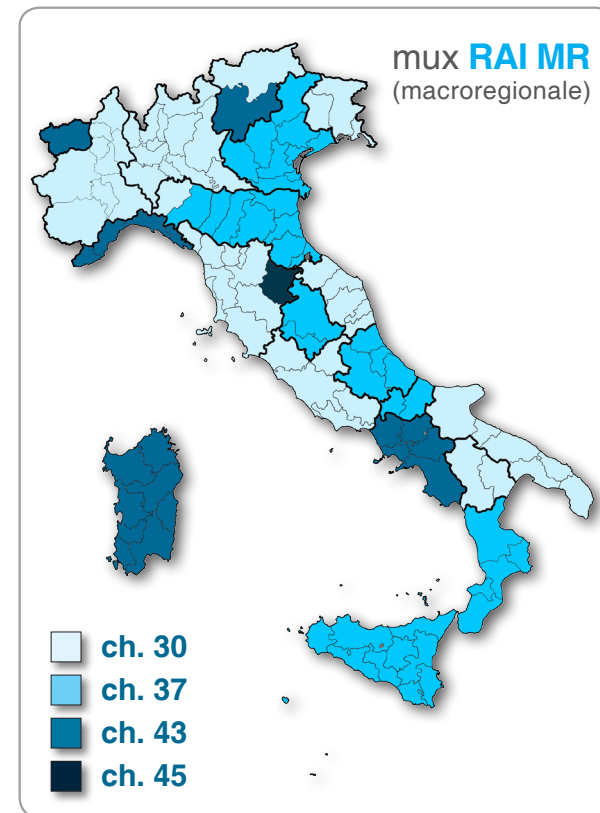 mux RAI MR
(macroregionale)
ch. 30
ch. 37
ch. 43
ch. 45